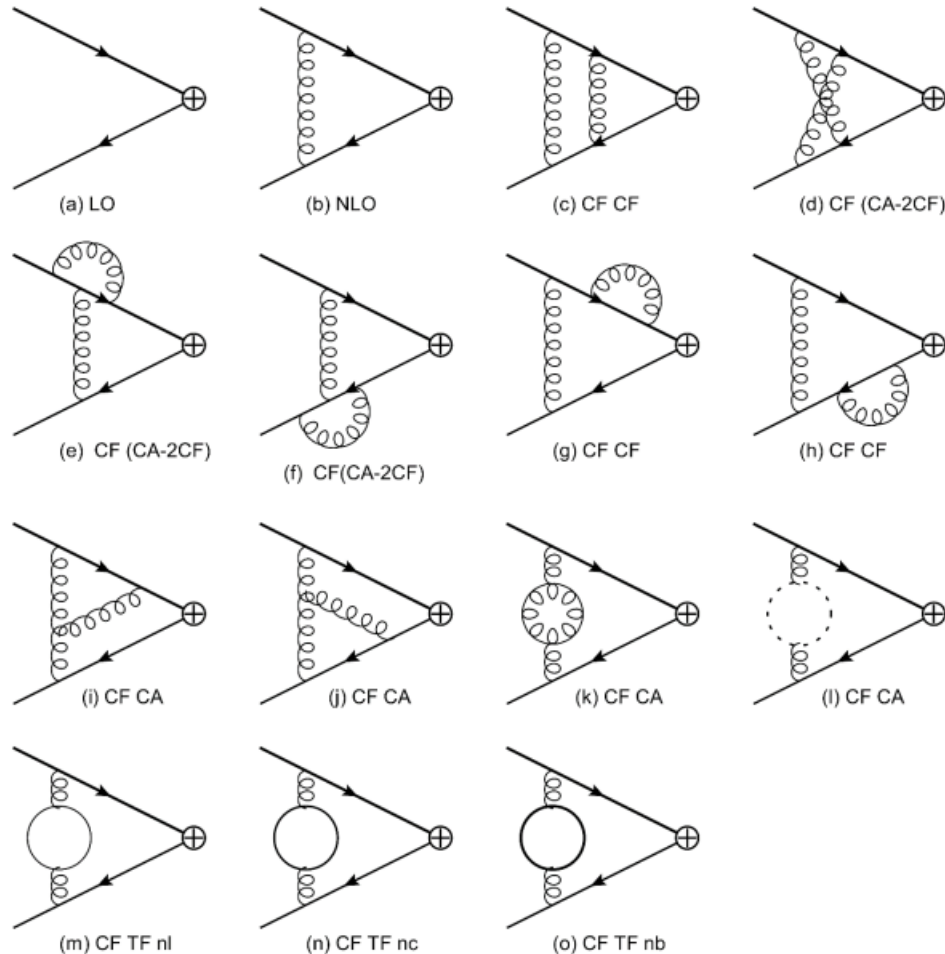 (a) LO
(b) NLO
(c) CF CF
(d) CF (CA-2CF)
(e) CF (CA-2CF)
(f) CF(CA-2CF)
(g) CF CF
(h) CF CF
(i) CF CA
(j) CF CA
(k) CF CA
(l) CF CA
(m) CF TF nl
(n) CF TF nc
(o) CF TF nb